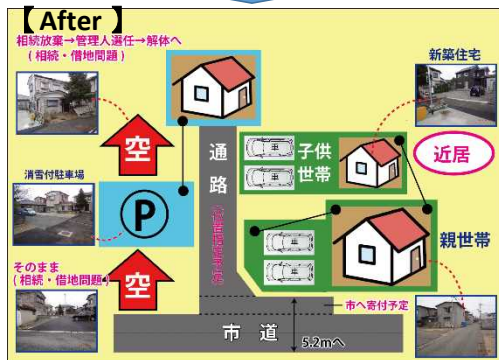 【 After 】
相続放棄→管理人選任→解体へ
（相続・借地問題）
新築住宅
空
通路
子供
世帯
近居
消雪付駐車場
P
親世帯
そのまま
（相続・借地問題）
空
市へ寄付予定
市 道
5.2mへ